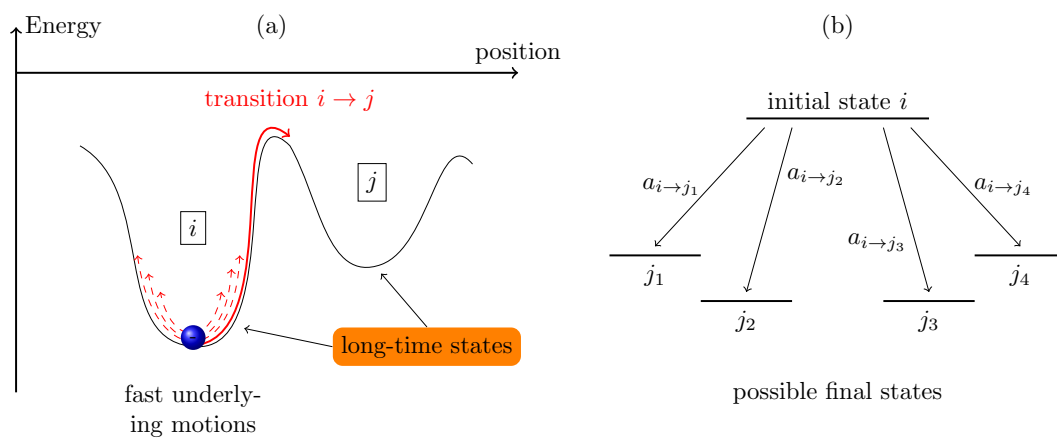 Energy
(a)
position
transition i → j
i
j
long-time states
fast underly-
ing motions
(b)
initial state i
a_{i→j_1}
a_{i→j_2}
a_{i→j_3}
a_{i→j_4}
j_1
j_2
j_3
j_4
possible final states